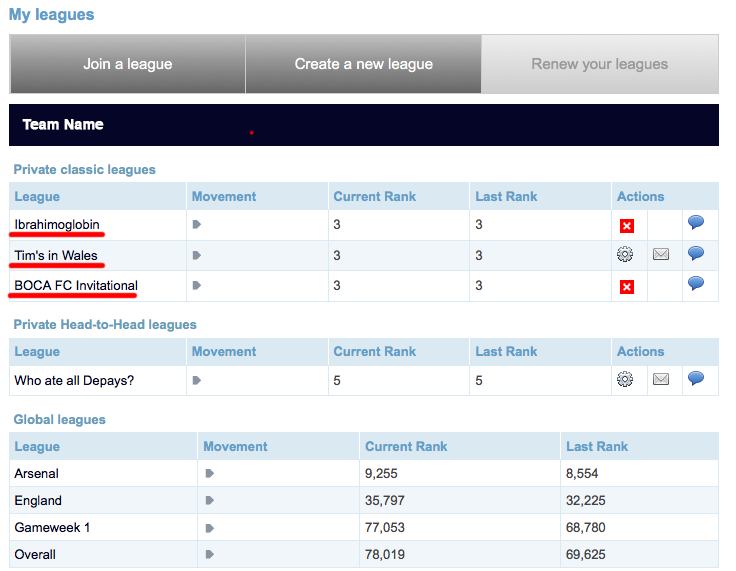 My leagues
Join a league Create a new league Renew your leagues
Team Name
Private classic leagues
League Movement Current Rank Last Rank Actions
Ibrahimoglobin 3 3
Tim's in Wales 3 3
BOCA FC Invitational 3 3
Private Head-to-Head leagues
League Movement Current Rank Last Rank Actions
Who ate all Depays? 5 5
Global leagues
League Movement Current Rank Last Rank
Arsenal 9,255 8,554
England 35,797 32,225
Gameweek 1 77,053 68,780
Overall 78,019 69,625